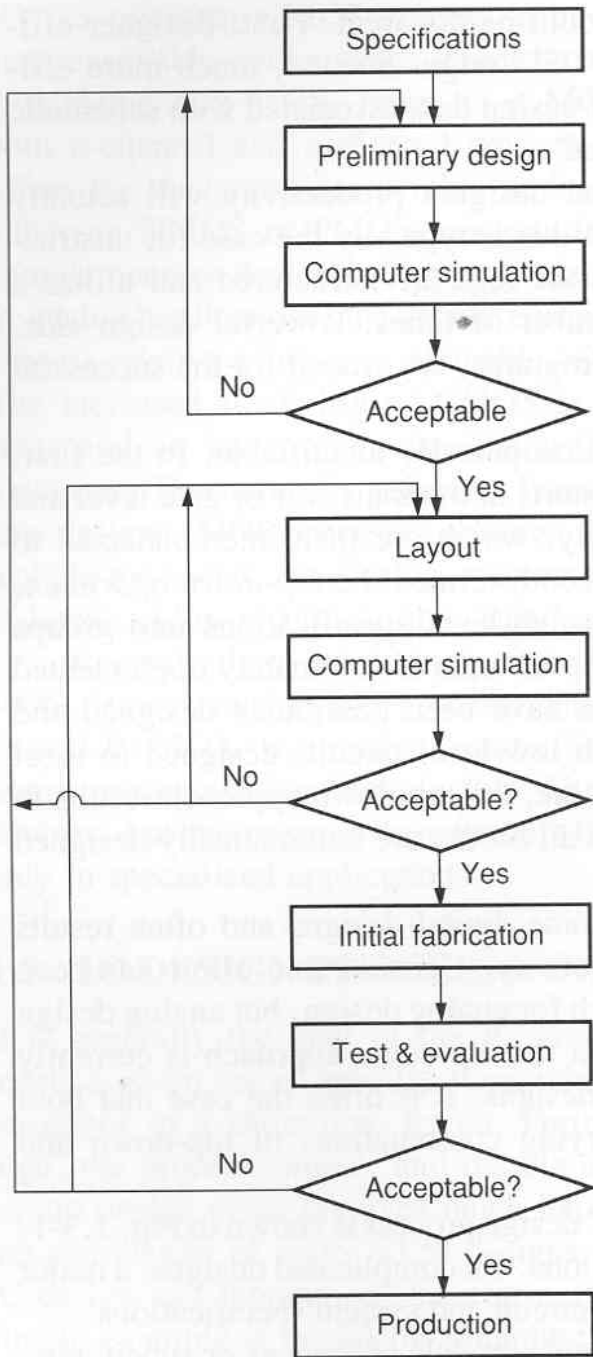 Specifications
Preliminary design
Computer simulation
No
Acceptable
Yes
Layout
Computer simulation
No
Acceptable?
Yes
Initial fabrication
Test & evaluation
No
Acceptable?
Yes
Production